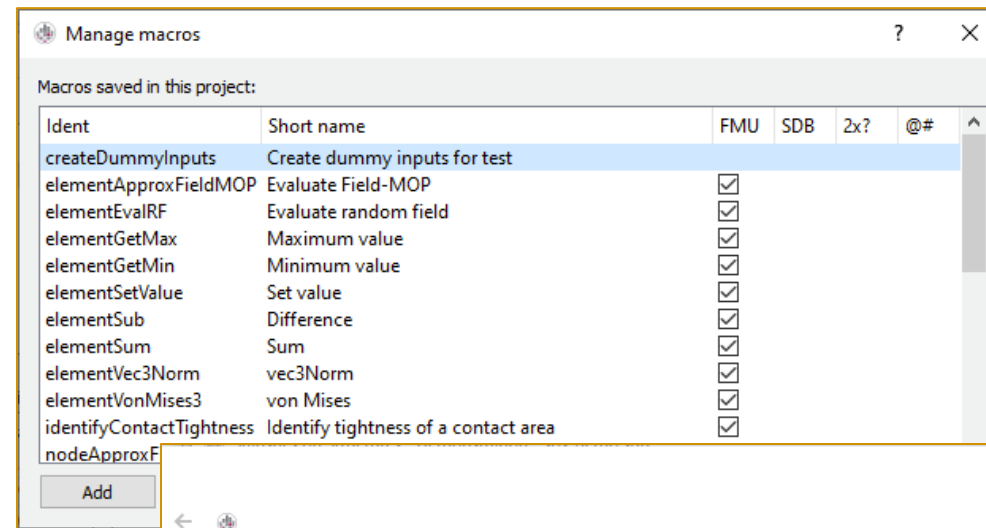 Manage macros ?
Macros saved in this project:
Ident Short name FMU SDB 2x? @#
createDummyInputs Create dummy inputs for test
elementApproxFieldMOP Evaluate Field-MOP
elementEvalRF Evaluate random field
elementGetMax Maximum value
elementGetMin Minimum value
elementSetValue Set value
elementSub Difference
elementSum Sum
elementVec3Norm vec3Norm
elementVonMises3 von Mises
identifyContactTightness Identify tightness of a contact area
nodeApproxF
Add